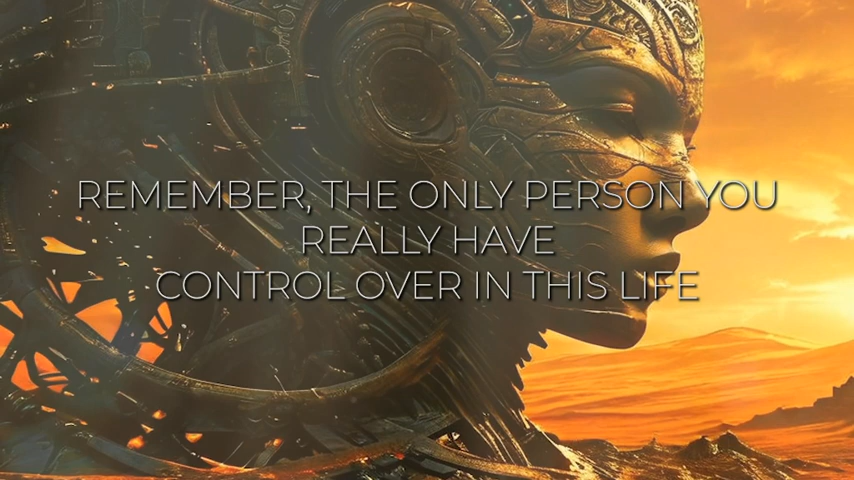 REMEMBER, THE ONLY PERSON YOU
REALLY HAVE
CONTROL OVER IN THIS LIFE